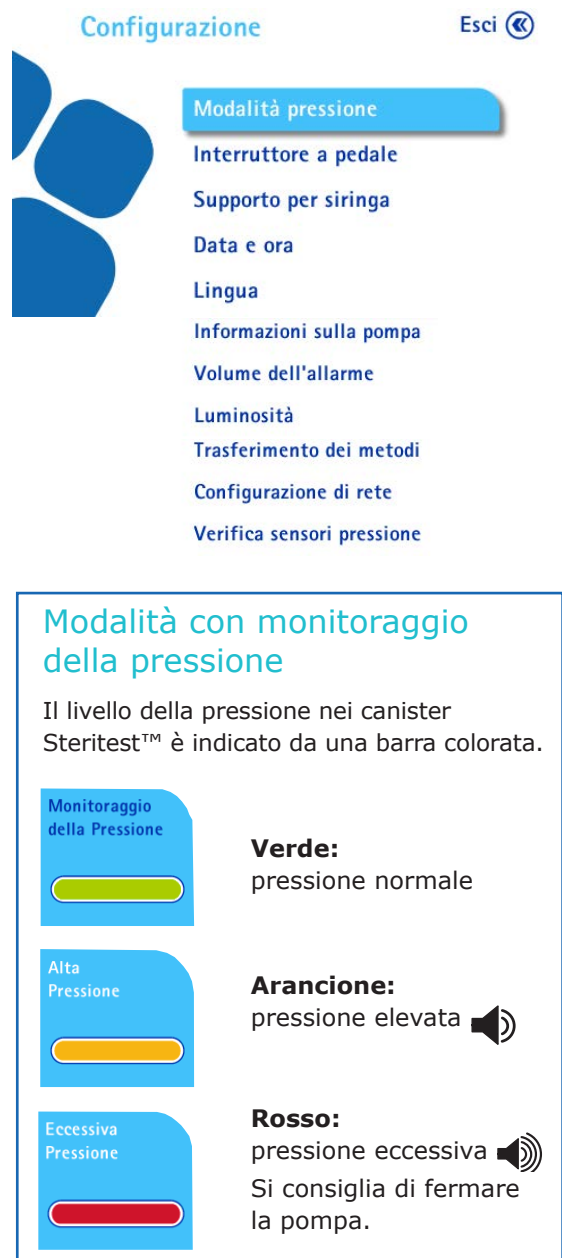 Configurazione
Esci
Modalità pressione
Interruttore a pedale
Supporto per siringa
Data e ora
Lingua
Informazioni sulla pompa
Volume dell'allarme
Luminosità
Trasferimento dei metodi
Configurazione di rete
Verifica sensori pressione
Modalità con monitoraggio
della pressione
Il livello della pressione nei canister
Steritest™ è indicato da una barra colorata.
Monitoraggio
della Pressione
Verde:
pressione normale
Alta
Pressione
Arancione:
pressione elevata
Eccessiva
Pressione
Rosso:
pressione eccessiva
Si consiglia di fermare
la pompa.